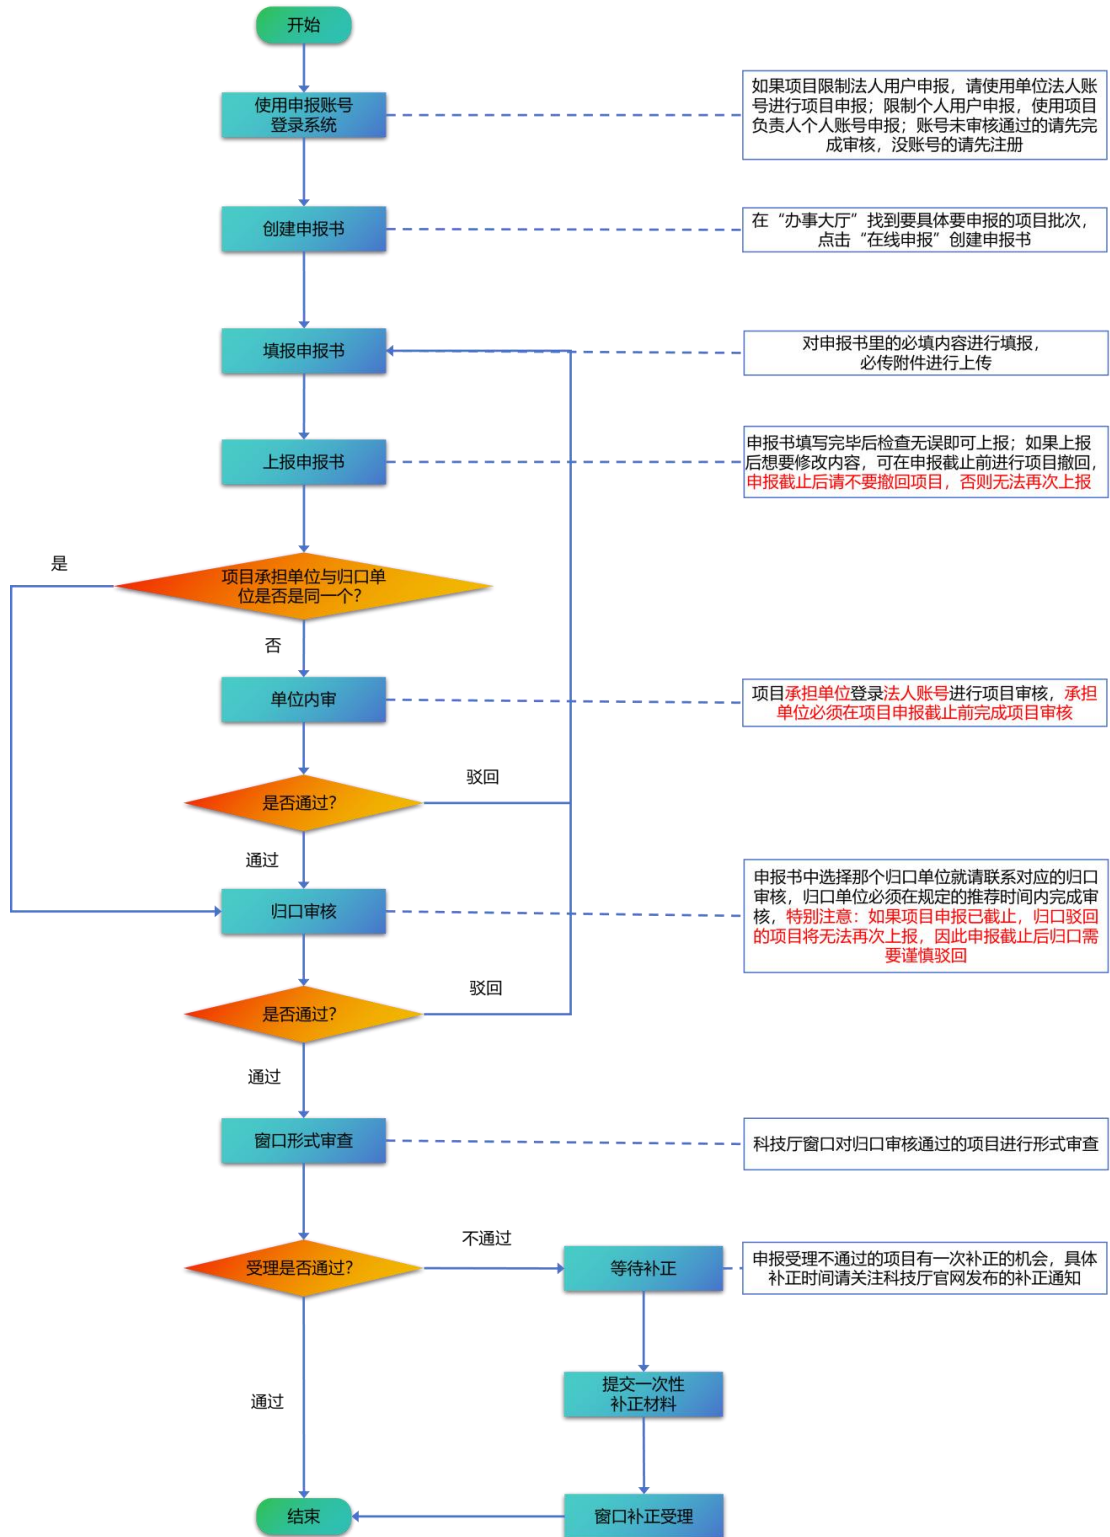 开始
使用申报账号
登录系统
如果项目限制法人用户申报，请使用单位法人账
号进行项目申报；限制个人用户申报，使用项目
负责人个人账号申报；账号未审核通过的请先完
成审核，没账号的请先注册
创建申报书
在“办事大厅”找到要具体要申报的项目批次，
点击“在线申报”创建申报书
填报申报书
对申报书里的必填内容进行填报，
必传附件进行上传
上报申报书
申报书填写完毕后检查无误即可上报；如果上报
后想要修改内容，可在申报截止前进行项目撤回，
申报截止后请不要撤回项目，否则无法再次上报
是
项目承担单位与归口单
位是否是同一个？
否
单位内审
项目承担单位登录法人账号进行项目审核，承担
单位必须在项目申报截止前完成项目审核
是否通过？
驳回
通过
归口审核
申报书中选择那个归口单位就请联系对应的归口
审核，归口单位必须在规定的推荐时间内完成审
核，特别注意：如果项目申报已截止，归口驳回
的项目将无法再次上报，因此申报截止后归口需
要谨慎驳回
是否通过？
驳回
通过
窗口形式审查
科技厅窗口对归口审核通过的项目进行形式审查
受理是否通过？
不通过
等待补正
申报受理不通过的项目有一次补正的机会，具体
补正时间请关注科技厅官网发布的补正通知
提交一次性
补正材料
通过
结束
窗口补正受理